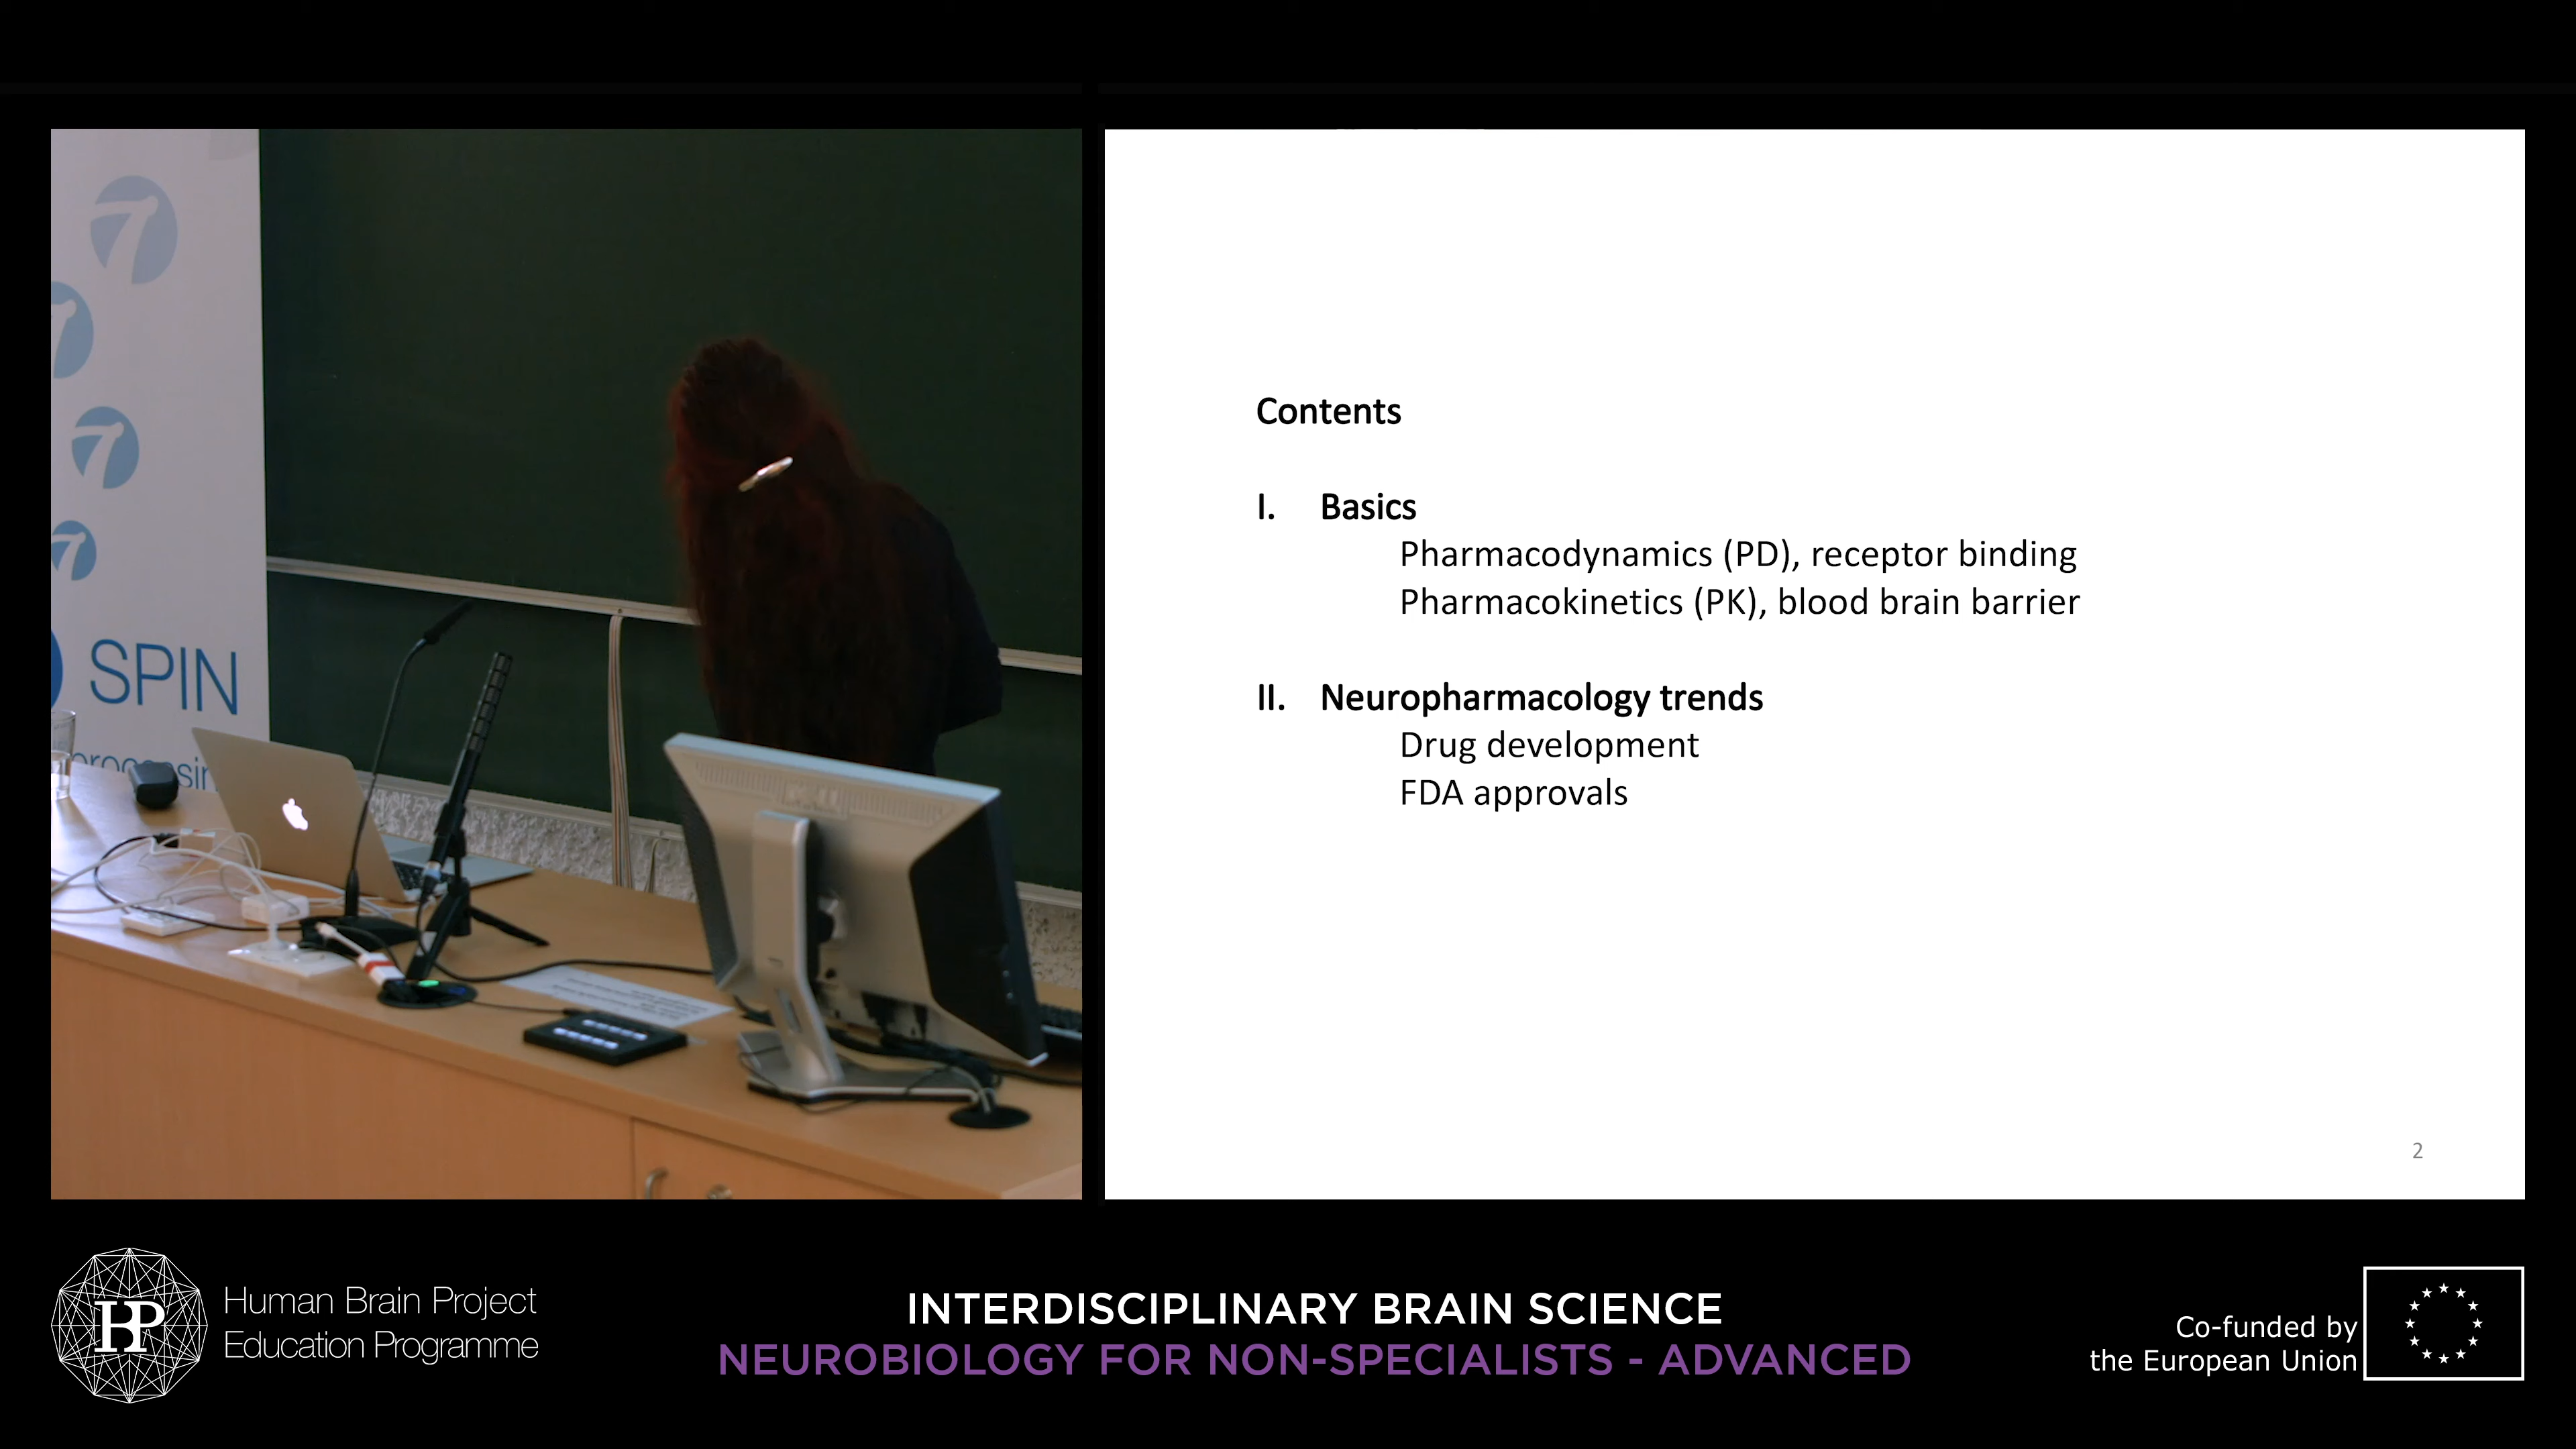 SPIN
Contents
I. Basics
Pharmacodynamics (PD), receptor binding
Pharmacokinetics (PK), blood brain barrier
II. Neuropharmacology trends
Drug development
FDA approvals
2
HBP
Human Brain Project
Education Programme
INTERDISCIPLINARY BRAIN SCIENCE
NEUROBIOLOGY FOR NON-SPECIALISTS - ADVANCED
Co-funded by
the European Union